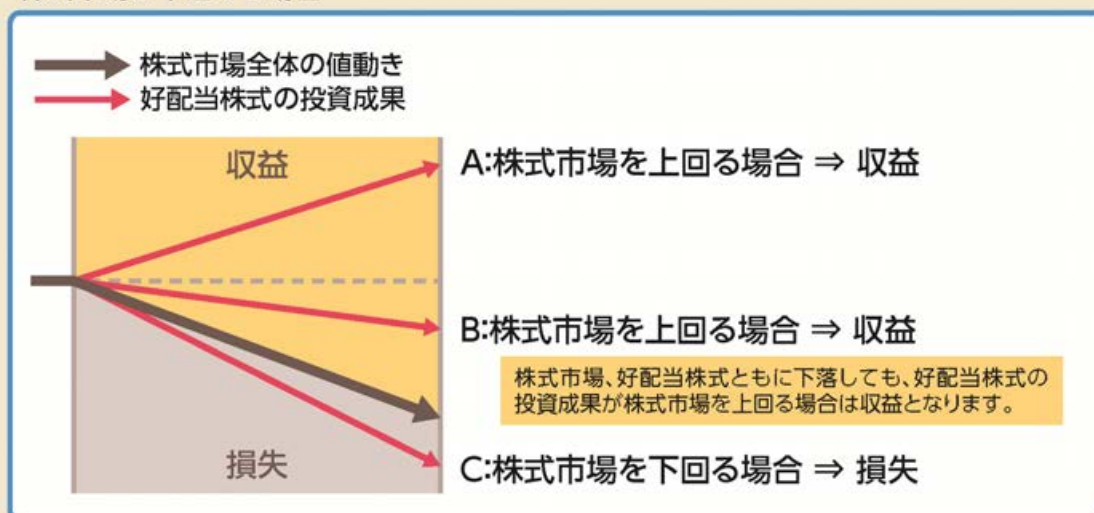 株式市場全体の値動き
好配当株式の投資成果
収益
A:株式市場を上回る場合 ⇒ 収益
B:株式市場を上回る場合 ⇒ 収益
株式市場、好配当株式ともに下落しても、好配当株式の
投資成果が株式市場を上回る場合は収益となります。
損失
C:株式市場を下回る場合 ⇒ 損失